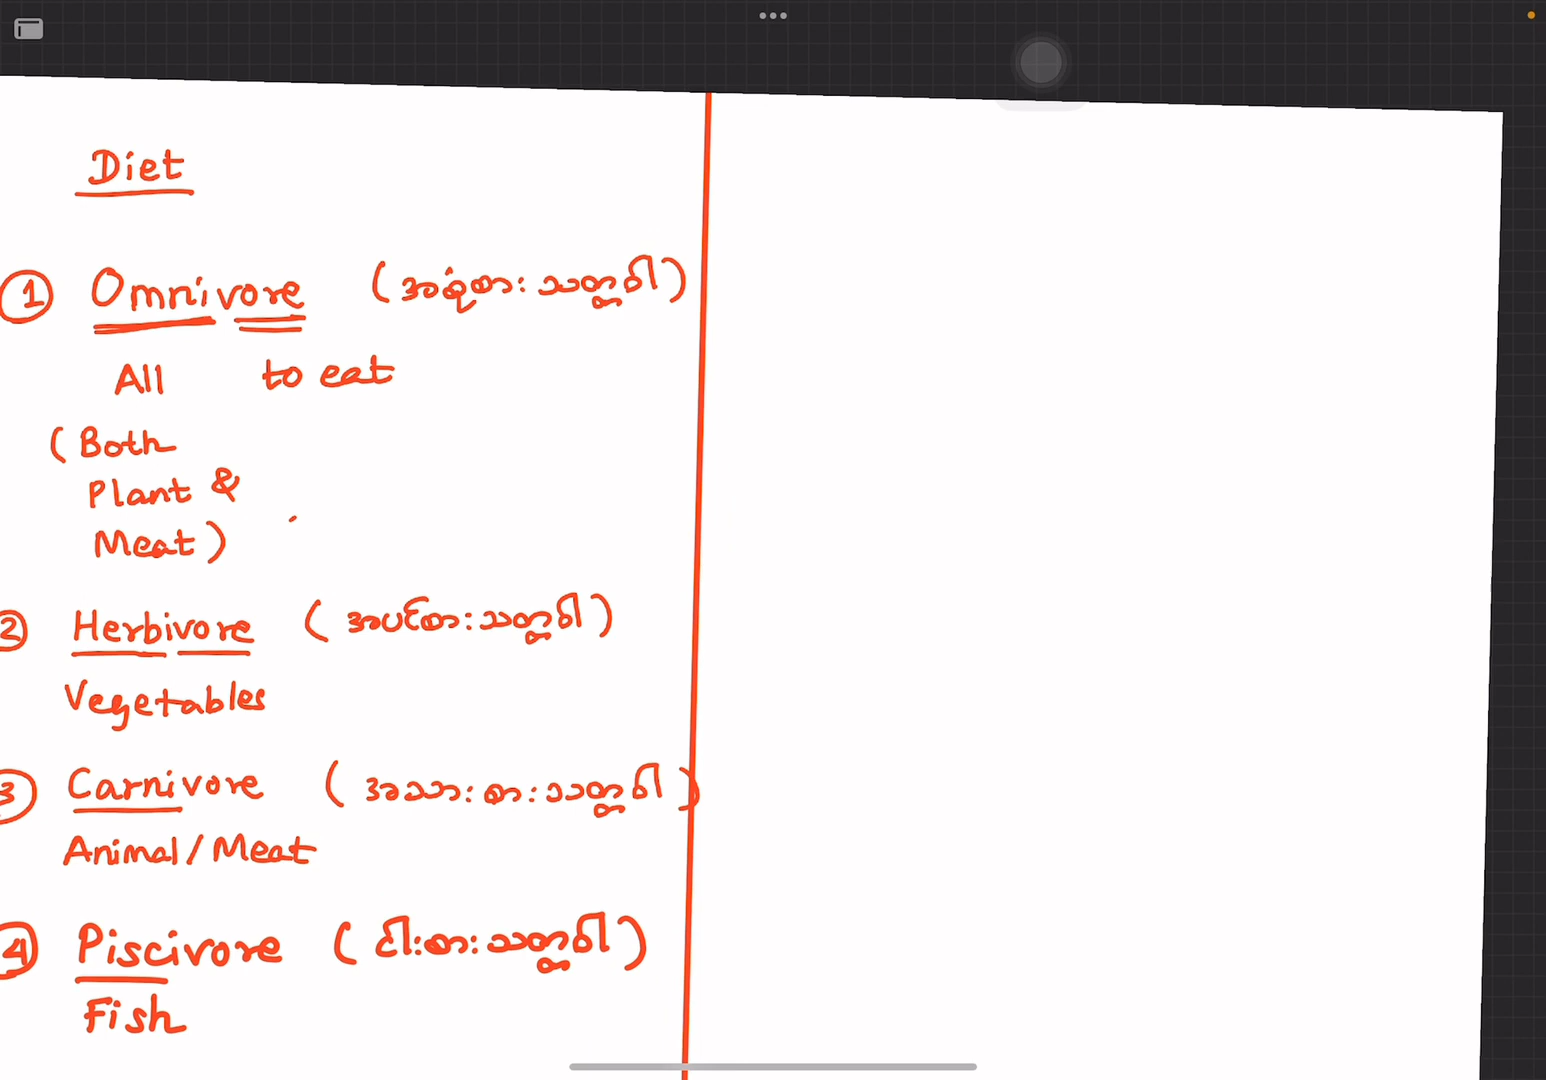 Diet
① Omnivore (အစုံစား သတ္တဝါ)
All to eat
(Both
Plant &
Meat)
② Herbivore (အပင်စား သတ္တဝါ)
Vegetables
③ Carnivore (အသားစား သတ္တဝါ)
Animal/Meat
④ Piscivore (ငါးစား သတ္တဝါ)
Fish